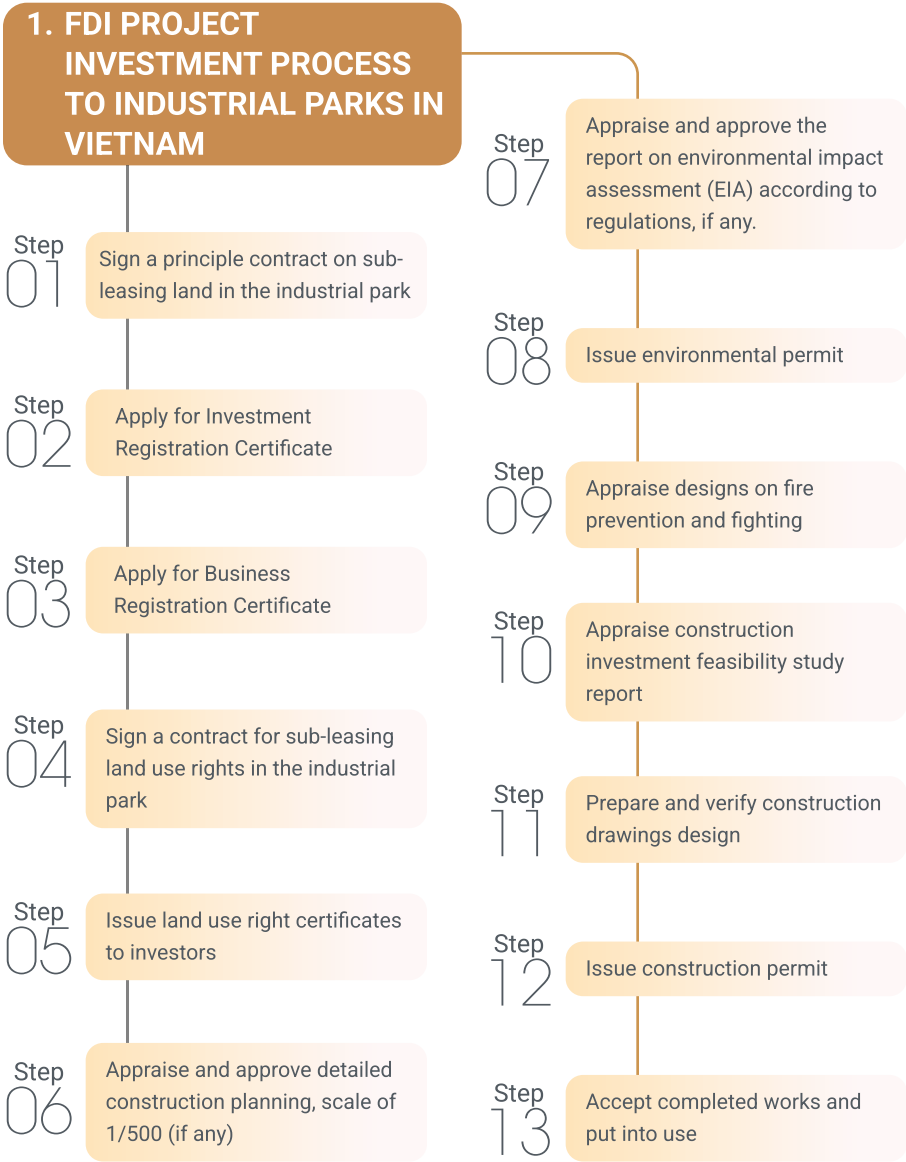 1. FDI PROJECT
INVESTMENT PROCESS
TO INDUSTRIAL PARKS IN
VIETNAM
Step
01
Sign a principle contract on sub-
leasing land in the industrial park
Step
02
Apply for Investment
Registration Certificate
Step
03
Apply for Business
Registration Certificate
Step
04
Sign a contract for sub-leasing
land use rights in the industrial
park
Step
05
Issue land use right certificates
to investors
Step
06
Appraise and approve detailed
construction planning, scale of
1/500 (if any)
Step
07
Appraise and approve the
report on environmental impact
assessment (EIA) according to
regulations, if any.
Step
08
Issue environmental permit
Step
09
Appraise designs on fire
prevention and fighting
Step
10
Appraise construction
investment feasibility study
report
Step
11
Prepare and verify construction
drawings design
Step
12
Issue construction permit
Step
13
Accept completed works and
put into use